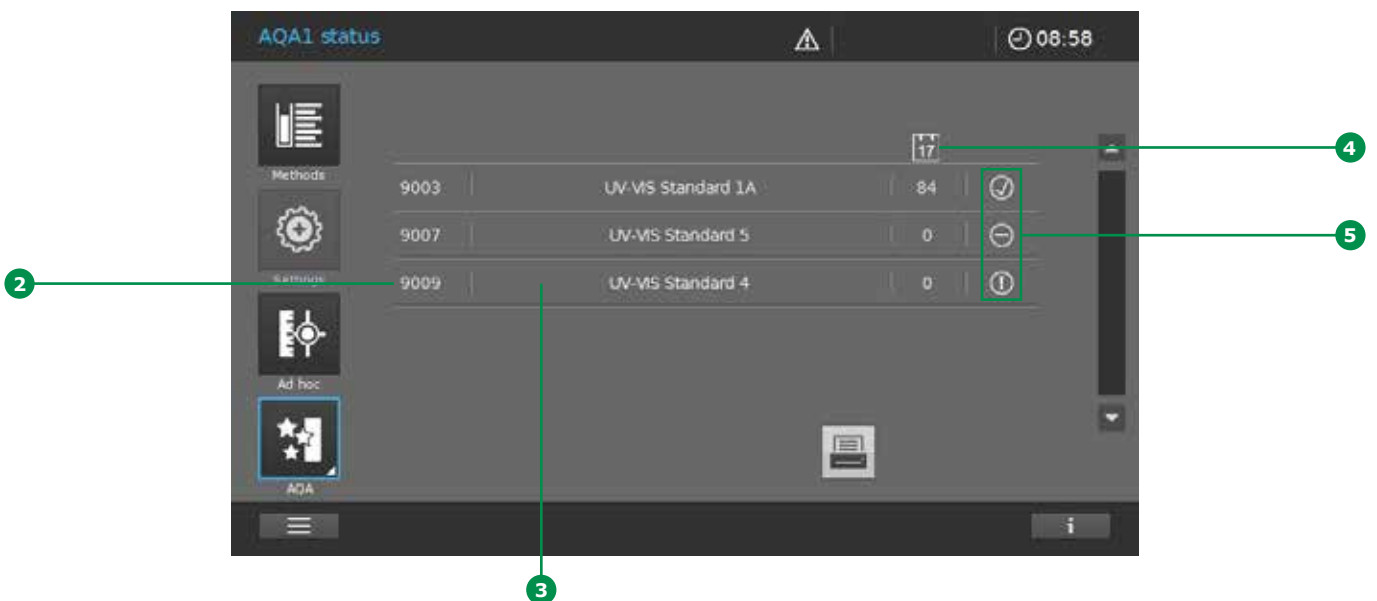 AQA1 status
08:58
17
4
Methods
9003 UV-VIS Standard 1A 84
9007 UV-VIS Standard 5 0
5
Settings
2
9009 UV-VIS Standard 4 0
Ad hoc
AQA
i
3